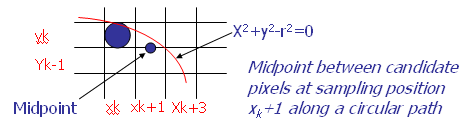 yk
Yk-1
X²+y²-r²=0
Midpoint
xk xk+1 Xk+3
Midpoint between candidate
pixels at sampling position
xₖ+1 along a circular path